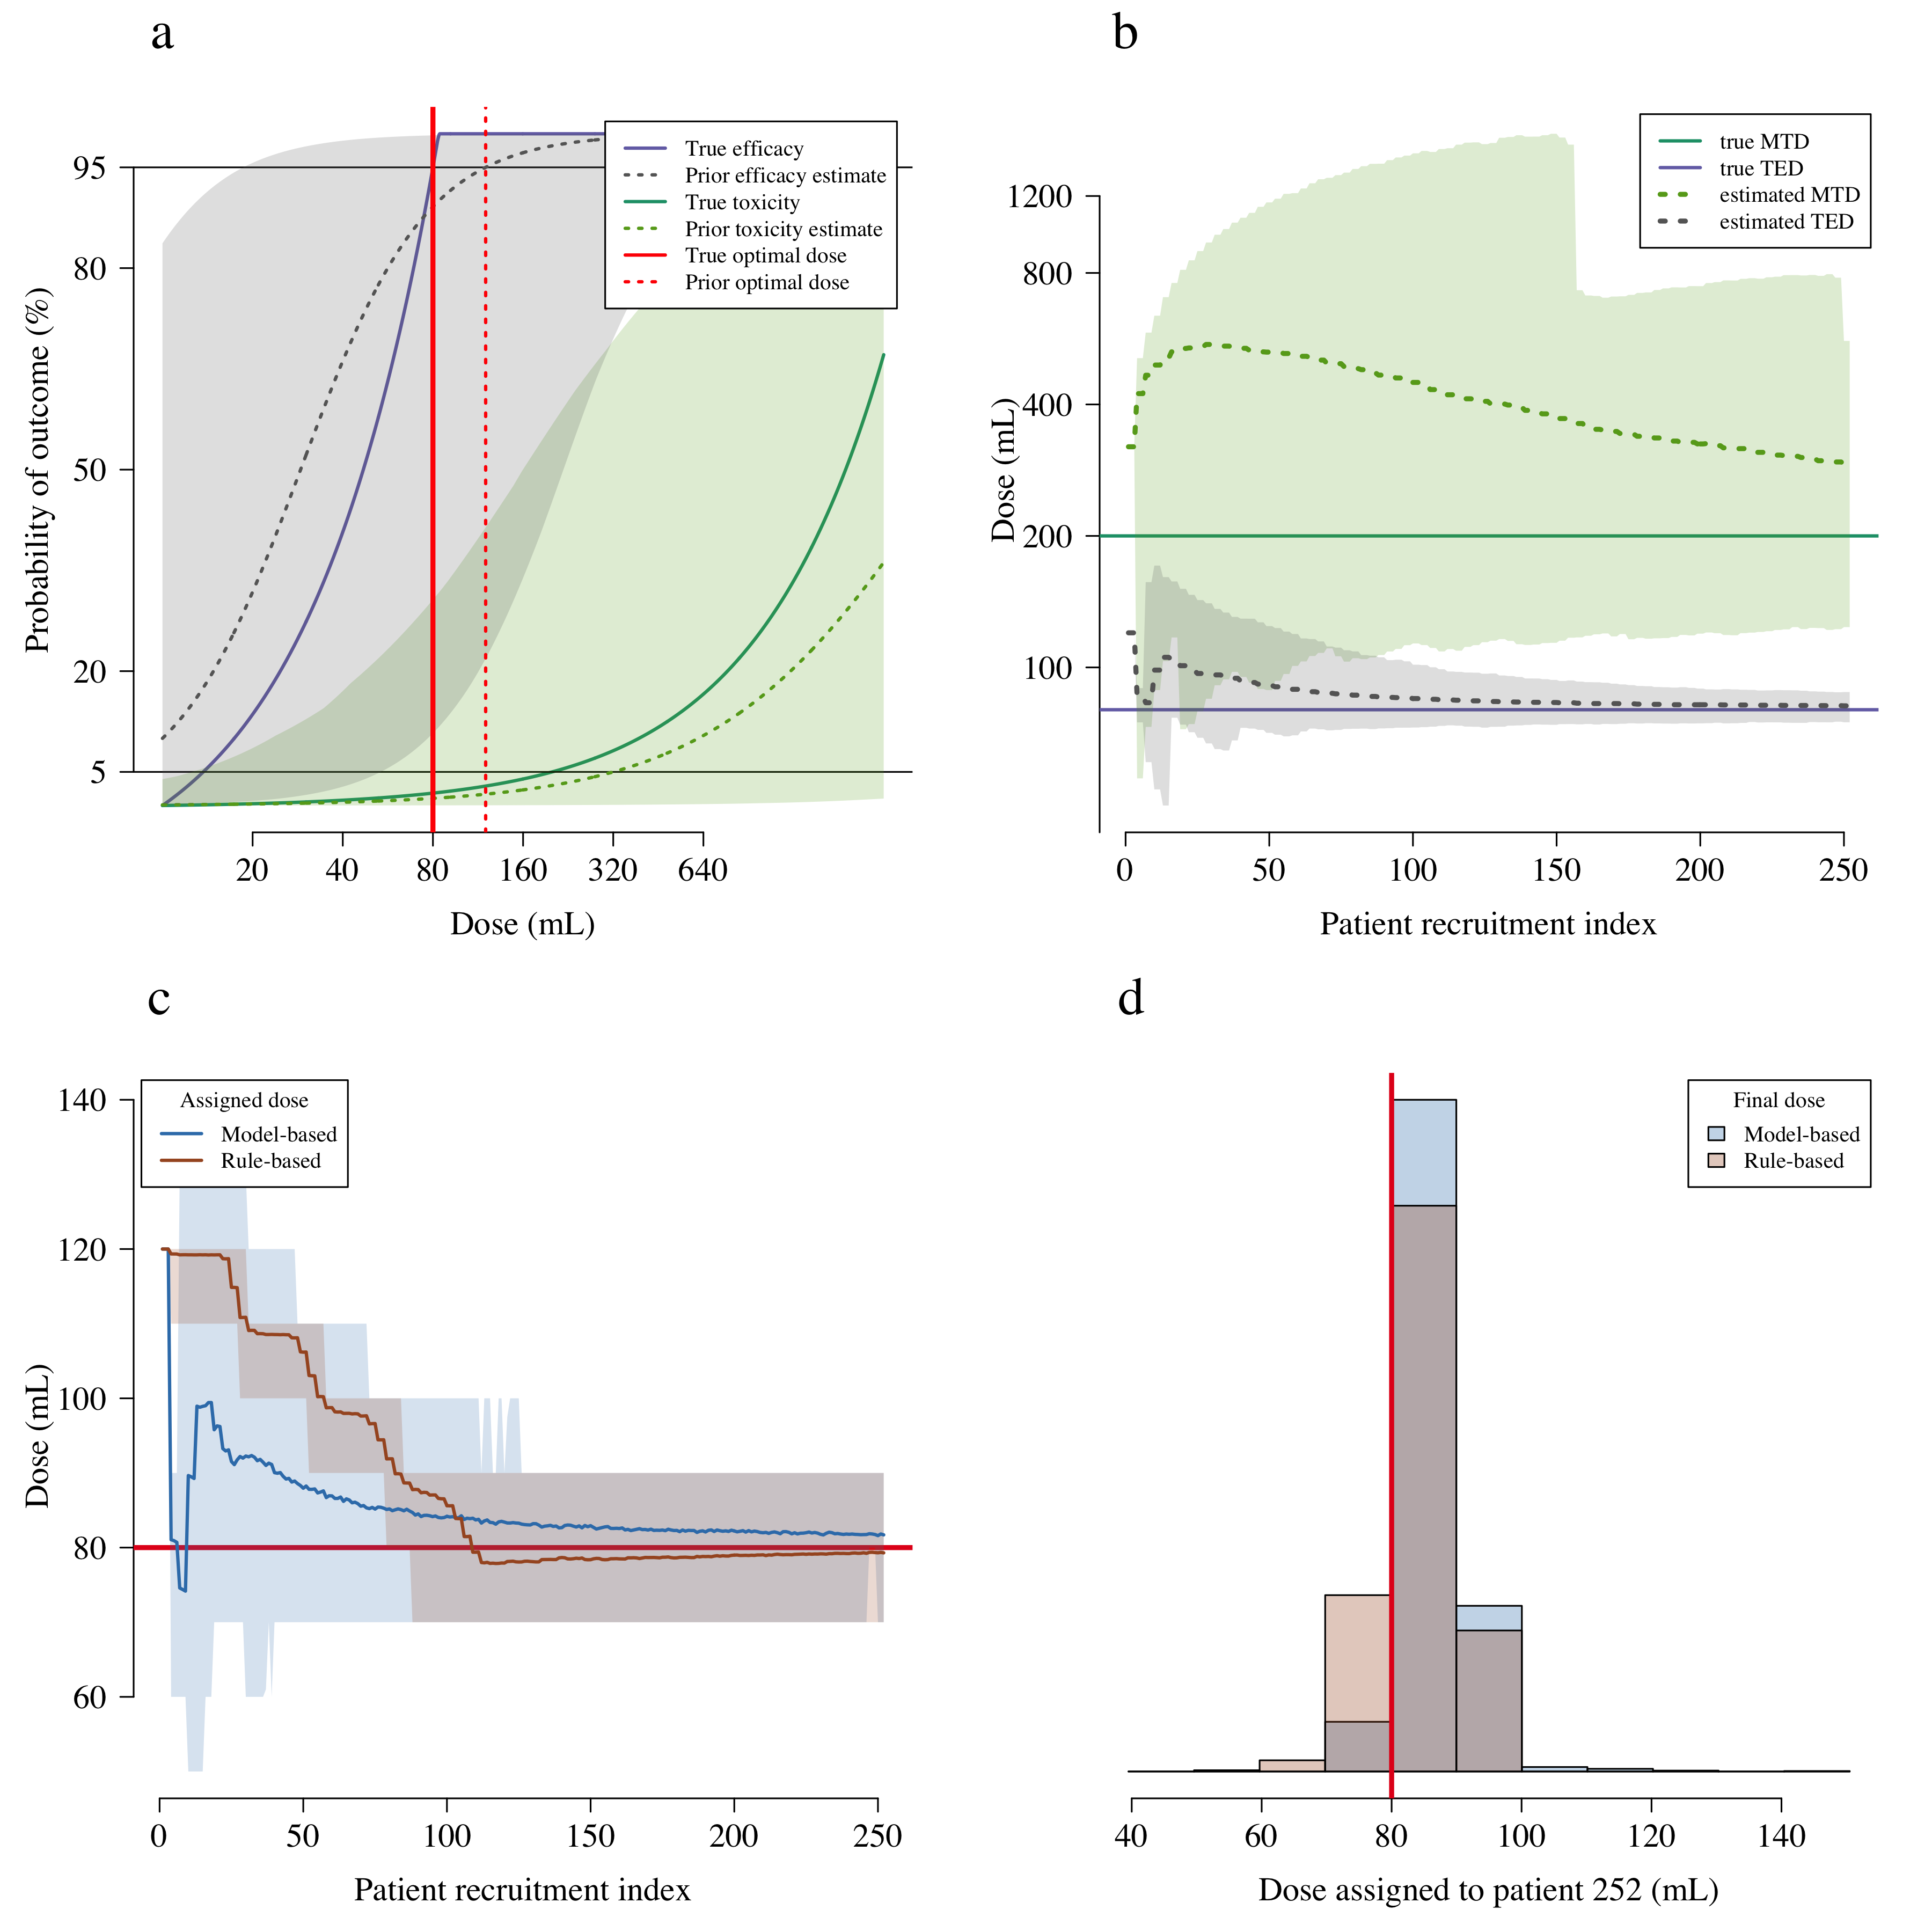 a
95
80
50
20
5
Probability of outcome (%)
True efficacy
Prior efficacy estimate
True toxicity
Prior toxicity estimate
True optimal dose
Prior optimal dose
20 40 80 160 320 640
Dose (mL)
b
1200
800
400
200
100
Dose (mL)
true MTD
true TED
estimated MTD
estimated TED
0 50 100 150 200 250
Patient recruitment index
c
140
120
100
80
60
Dose (mL)
Assigned dose
Model-based
Rule-based
0 50 100 150 200 250
Patient recruitment index
d
Final dose
Model-based
Rule-based
40 60 80 100 120 140
Dose assigned to patient 252 (mL)